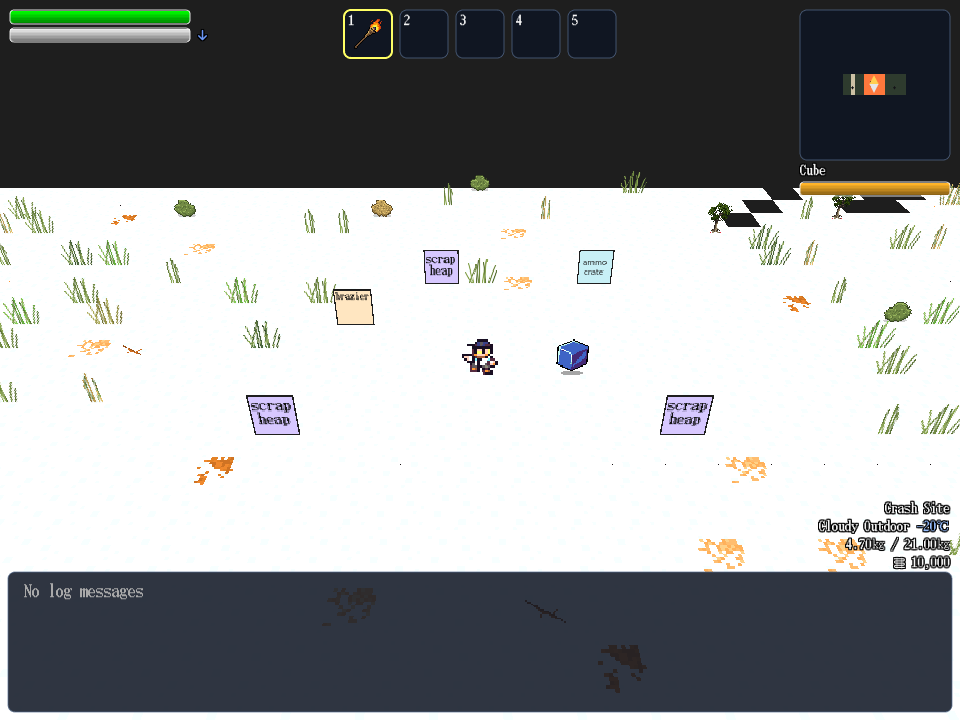 1
2
3
4
5
Cube
scrap
heap
ammo
crate
brazier
scrap
heap
scrap
heap
Crash Site
Cloudy Outdoor -20℃
4.70kg / 21.00kg
10,000
No log messages